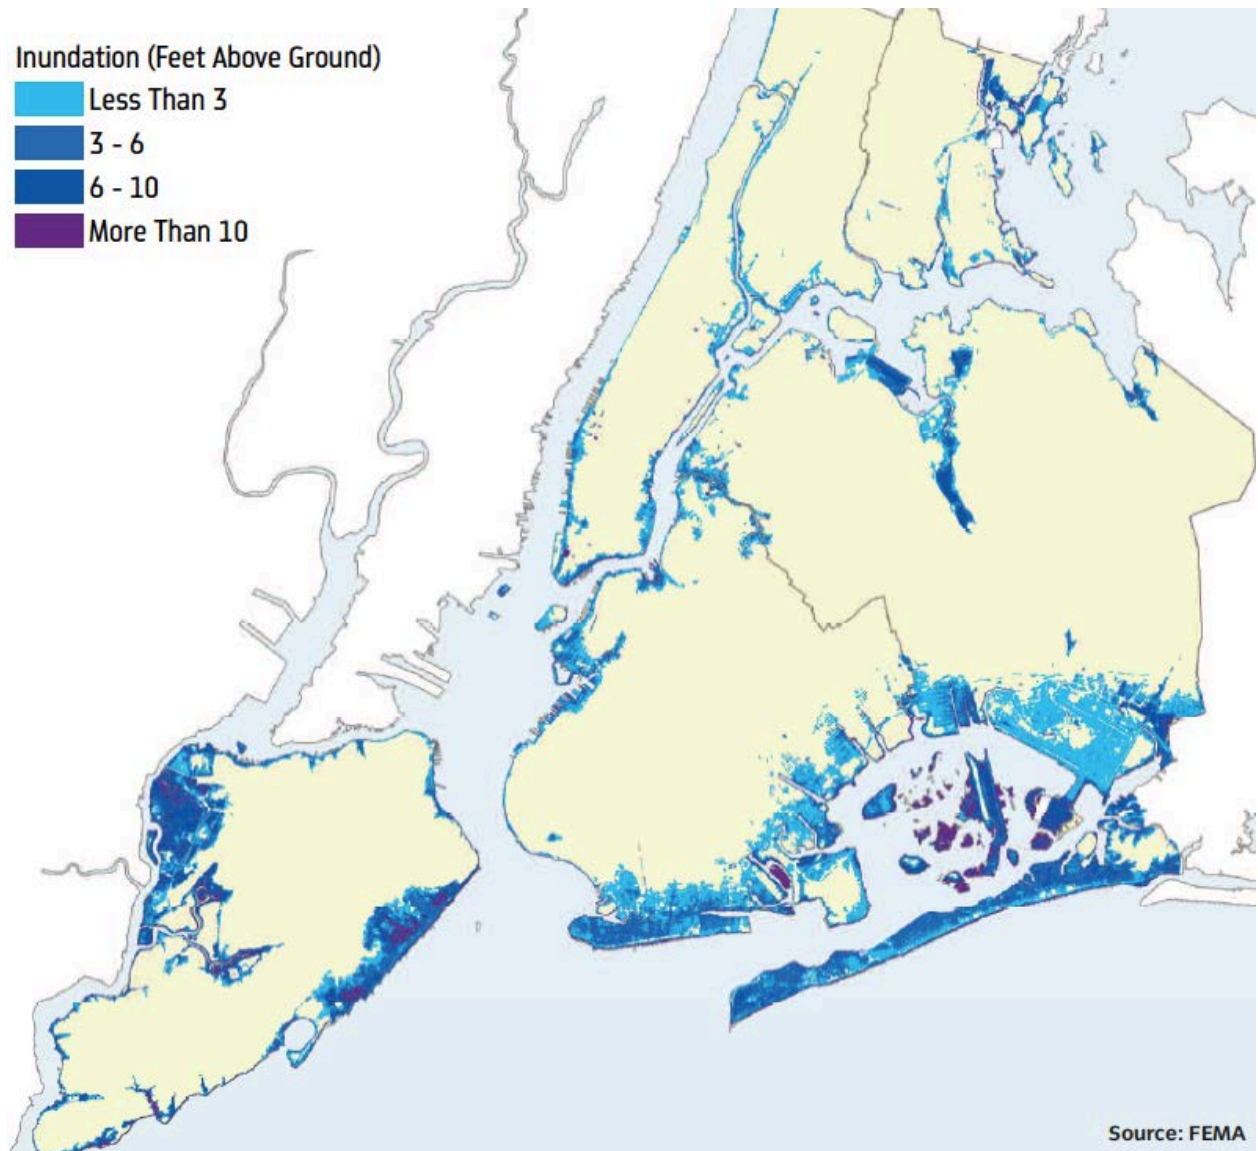 Inundation (Feet Above Ground)
Less Than 3
3 - 6
6 - 10
More Than 10
Source: FEMA